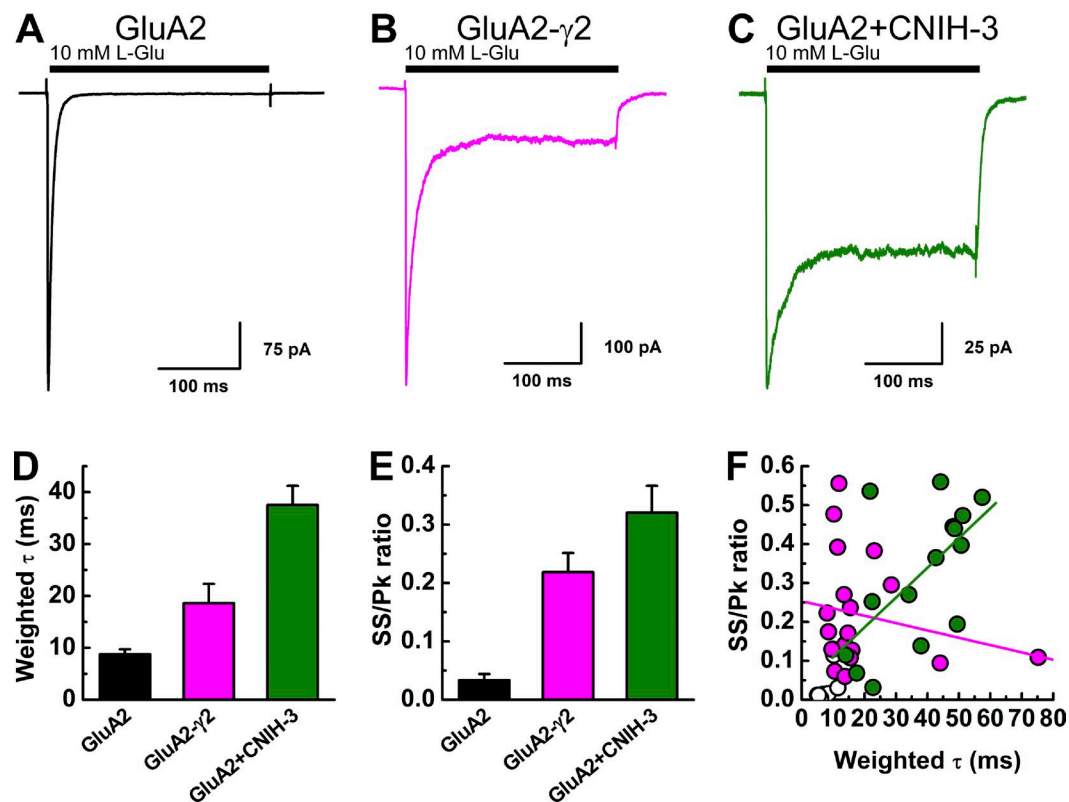 A GluA2
10 mM L-Glu
75 pA
100 ms
B GluA2-γ2
10 mM L-Glu
100 pA
100 ms
C GluA2+CNIH-3
10 mM L-Glu
25 pA
100 ms
D
Weighted τ (ms)
40
30
20
10
0
GluA2
GluA2-γ2
GluA2+CNIH-3
E
SS/Pk ratio
0.4
0.3
0.2
0.1
0.0
GluA2
GluA2-γ2
GluA2+CNIH-3
F
SS/Pk ratio
0.6
0.5
0.4
0.3
0.2
0.1
0.0
0 10 20 30 40 50 60 70 80
Weighted τ (ms)